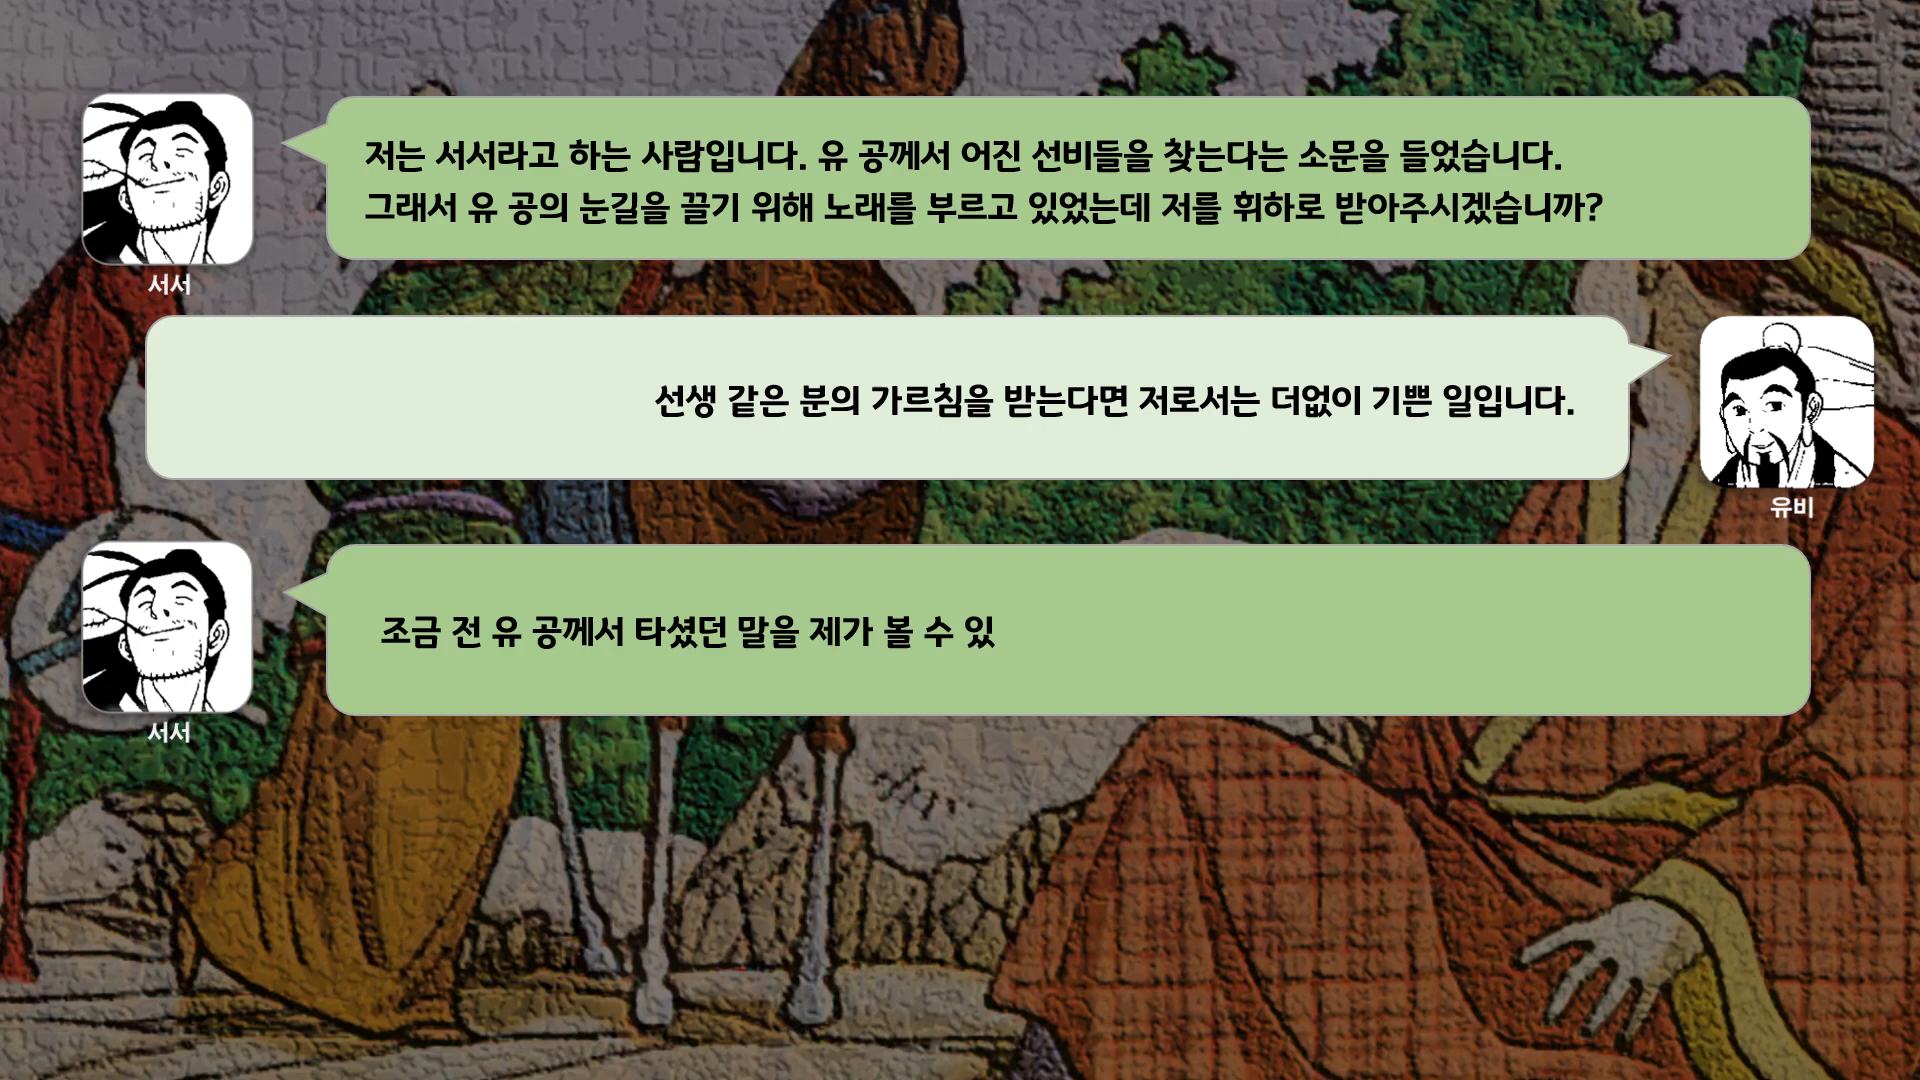 저는 서서라고 하는 사람입니다. 유 공께서 어진 선비들을 찾는다는 소문을 들었습니다.
그래서 유 공의 눈길을 끌기 위해 노래를 부르고 있었는데 저를 휘하로 받아주시겠습니까?
서서
선생 같은 분의 가르침을 받는다면 저로서는 더없이 기쁜 일입니다.
유비
조금 전 유 공께서 타셨던 말을 제가 볼 수 있
서서